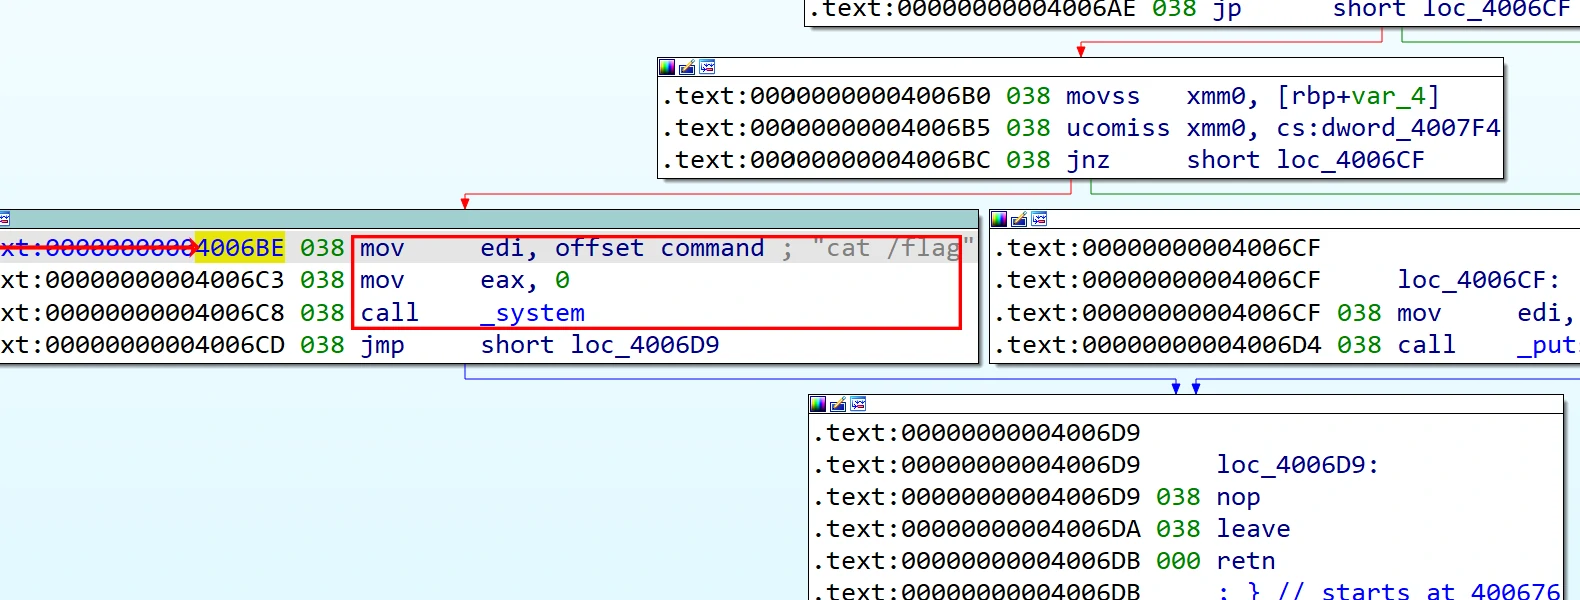 .text:00000000004006AE 038 jp short loc_4006CF
.text:00000000004006B0 038 movss xmm0, [rbp+var_4]
.text:00000000004006B5 038 ucomiss xmm0, cs:dword_4007F4
.text:00000000004006BC 038 jnz short loc_4006CF
xt:00000000004006BE 038 mov edi, offset command ; "cat /flag"
xt:00000000004006C3 038 mov eax, 0
xt:00000000004006C8 038 call _system
xt:00000000004006CD 038 jmp short loc_4006D9
.text:00000000004006CF
.text:00000000004006CF loc_4006CF:
.text:00000000004006CF 038 mov edi,
.text:00000000004006D4 038 call _put
.text:00000000004006D9
.text:00000000004006D9 loc_4006D9:
.text:00000000004006D9 038 nop
.text:00000000004006DA 038 leave
.text:00000000004006DB 000 retn
.text:00000000004006DB ; } // starts at 400676